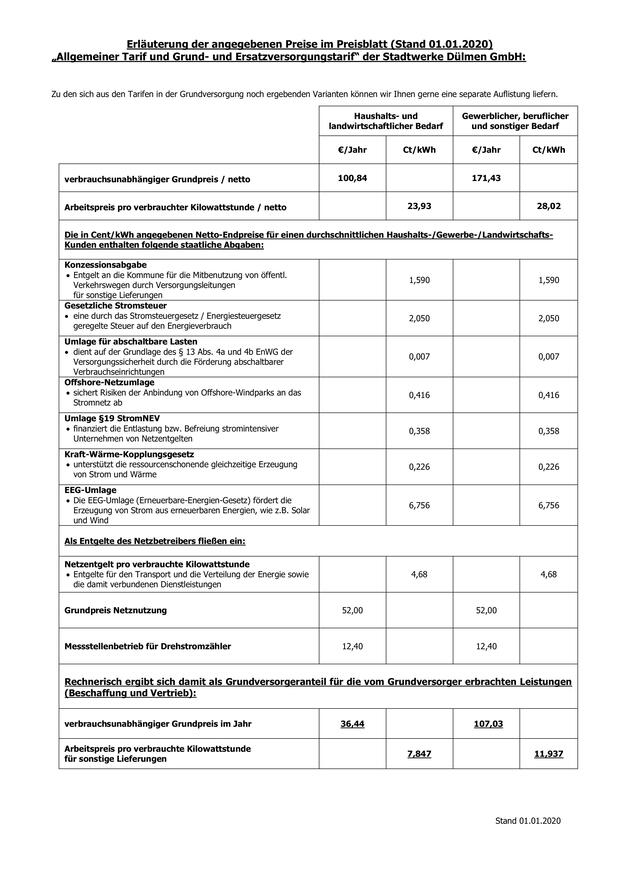 Erläuterung der angegebenen Preise im Preisblatt (Stand 01.01.2020)
„Allgemeiner Tarif und Grund- und Ersatzversorgungstarif“ der Stadtwerke Dülmen GmbH:
Zu den sich aus den Tarifen in der Grundversorgung noch ergebenden Varianten können wir Ihnen gerne eine separate Auflistung liefern.
Haushalts- und
landwirtschaftlicher Bedarf
Gewerblicher, beruflicher
und sonstiger Bedarf
€/Jahr Ct/kWh €/Jahr Ct/kWh
verbrauchsunabhängiger Grundpreis / netto 100,84 171,43
Arbeitspreis pro verbrauchter Kilowattstunde / netto 23,93 28,02
Die in Cent/kWh angegebenen Netto-Endpreise für einen durchschnittlichen Haushalts-/Gewerbe-/Landwirtschafts-
Kunden enthalten folgende staatliche Abgaben:
Konzessionsabgabe
• Entgelt an die Kommune für die Mitbenutzung von öffentl.
Verkehrswegen durch Versorgungsleitungen 1,590 1,590
für sonstige Lieferungen
Gesetzliche Stromsteuer
• eine durch das Stromsteuergesetz / Energiesteuergesetz 2,050 2,050
geregelte Steuer auf den Energieverbrauch
Umlage für abschaltbare Lasten
• dient auf der Grundlage des § 13 Abs. 4a und 4b EnWG der
Versorgungssicherheit durch die Förderung abschaltbarer 0,007 0,007
Verbrauchseinrichtungen
Offshore-Netzumlage
• sichert Risiken der Anbindung von Offshore-Windparks an das 0,416 0,416
Stromnetz ab
Umlage §19 StromNEV
• finanziert die Entlastung bzw. Befreiung stromintensiver 0,358 0,358
Unternehmen von Netzentgelten
Kraft-Wärme-Kopplungsgesetz
• unterstützt die ressourcenschonende gleichzeitige Erzeugung 0,226 0,226
von Strom und Wärme
EEG-Umlage
• Die EEG-Umlage (Erneuerbare-Energien-Gesetz) fördert die
Erzeugung von Strom aus erneuerbaren Energien, wie z.B. Solar 6,756 6,756
und Wind
Als Entgelte des Netzbetreibers fließen ein:
Netzentgelt pro verbrauchte Kilowattstunde
• Entgelte für den Transport und die Verteilung der Energie sowie 4,68 4,68
die damit verbundenen Dienstleistungen
Grundpreis Netznutzung 52,00 52,00
Messstellenbetrieb für Drehstromzähler 12,40 12,40
Rechnerisch ergibt sich damit als Grundversorgeranteil für die vom Grundversorger erbrachten Leistungen
(Beschaffung und Vertrieb):
verbrauchsunabhängiger Grundpreis im Jahr 36,44 107,03
Arbeitspreis pro verbrauchte Kilowattstunde
für sonstige Lieferungen 7,847 11,937
Stand 01.01.2020